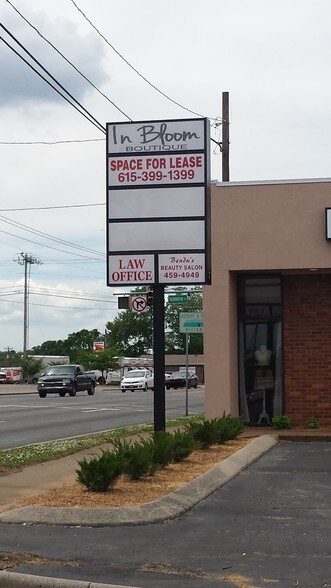 In Bloom
BOUTIQUE
SPACE FOR LEASE
615-399-1399
LAW
OFFICE
Benda's
BEAUTY SALON
459-4949